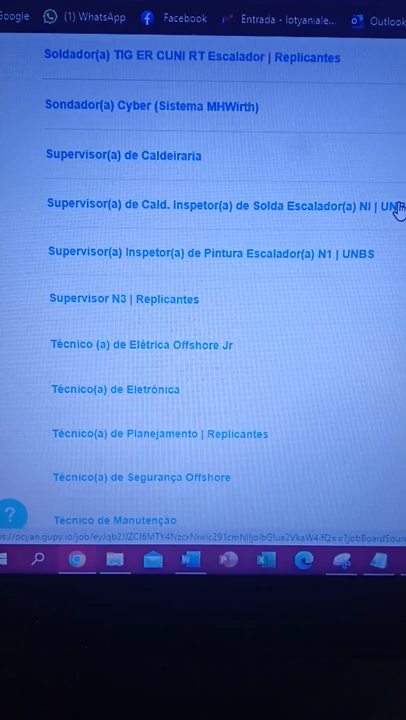 Google (1) WhatsApp Facebook Entrada - lotyaniale... Outlook
Soldador(a) TIG ER CUNI RT Escalador | Replicantes
Sondador(a) Cyber (Sistema MHWirth)
Supervisor(a) de Caldeiraria
Supervisor(a) de Cald. Inspetor(a) de Solda Escalador(a) NI | UNB
Supervisor(a) Inspetor(a) de Pintura Escalador(a) N1 | UNBS
Supervisor N3 | Replicantes
Técnico (a) de Elétrica Offshore Jr
Técnico(a) de Eletrônica
Técnico(a) de Planejamento | Replicantes
Técnico(a) de Segurança Offshore
?
Técnico de Manutenção